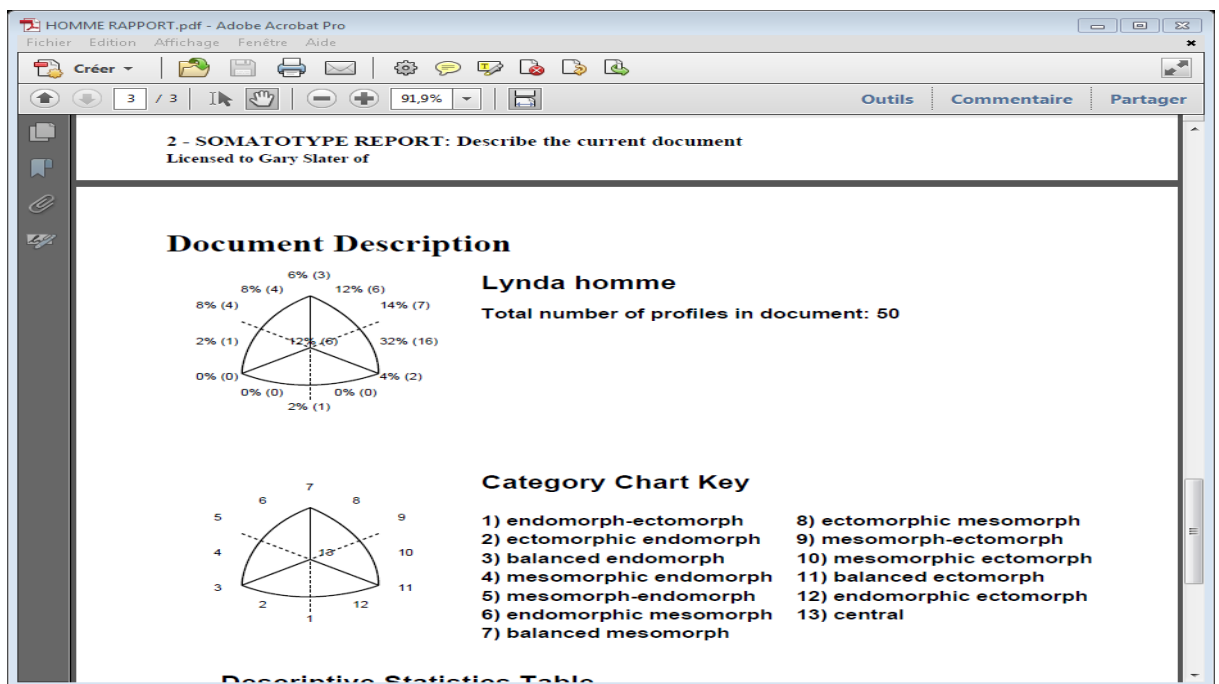 HOMME RAPPORT.pdf - Adobe Acrobat Pro
Fichier Edition Affichage Fenêtre Aide
Créer
3 / 3 91,9% Outils Commentaire Partager
2 - SOMATOTYPE REPORT: Describe the current document
Licensed to Gary Slater of
Document Description
6% (3)
8% (4) 12% (6)
8% (4) 14% (7)
2% (1) 12% (6) 32% (16)
0% (0) 4% (2)
0% (0) 0% (0)
2% (1)
Lynda homme
Total number of profiles in document: 50
7
6 8
5 9
4 13 10
3 11
2 12
1
Category Chart Key
1) endomorph-ectomorph
2) ectomorphic endomorph
3) balanced endomorph
4) mesomorphic endomorph
5) mesomorph-endomorph
6) endomorphic mesomorph
7) balanced mesomorph
8) ectomorphic mesomorph
9) mesomorph-ectomorph
10) mesomorphic ectomorph
11) balanced ectomorph
12) endomorphic ectomorph
13) central
Descriptive Statistics Table